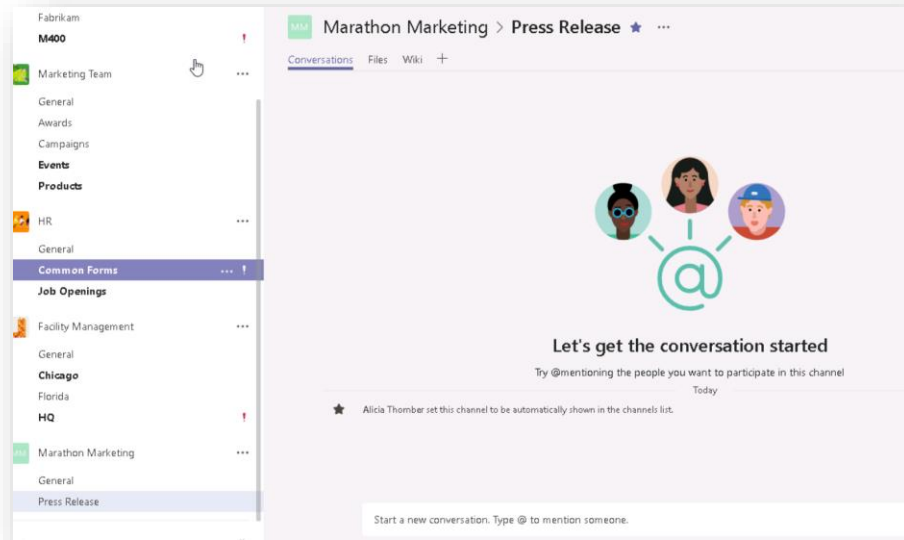 Fabrikam
M400
Marketing Team
General
Awards
Campaigns
Events
Products
HR
General
Common Forms
Job Openings
Facility Management
General
Chicago
Florida
HQ
MM Marathon Marketing
General
Press Release
MM Marathon Marketing > Press Release
Conversations Files Wiki
Let's get the conversation started
Try @mentioning the people you want to participate in this channel
Today
Alicia Thomber set this channel to be automatically shown in the channels list.
Start a new conversation. Type @ to mention someone.